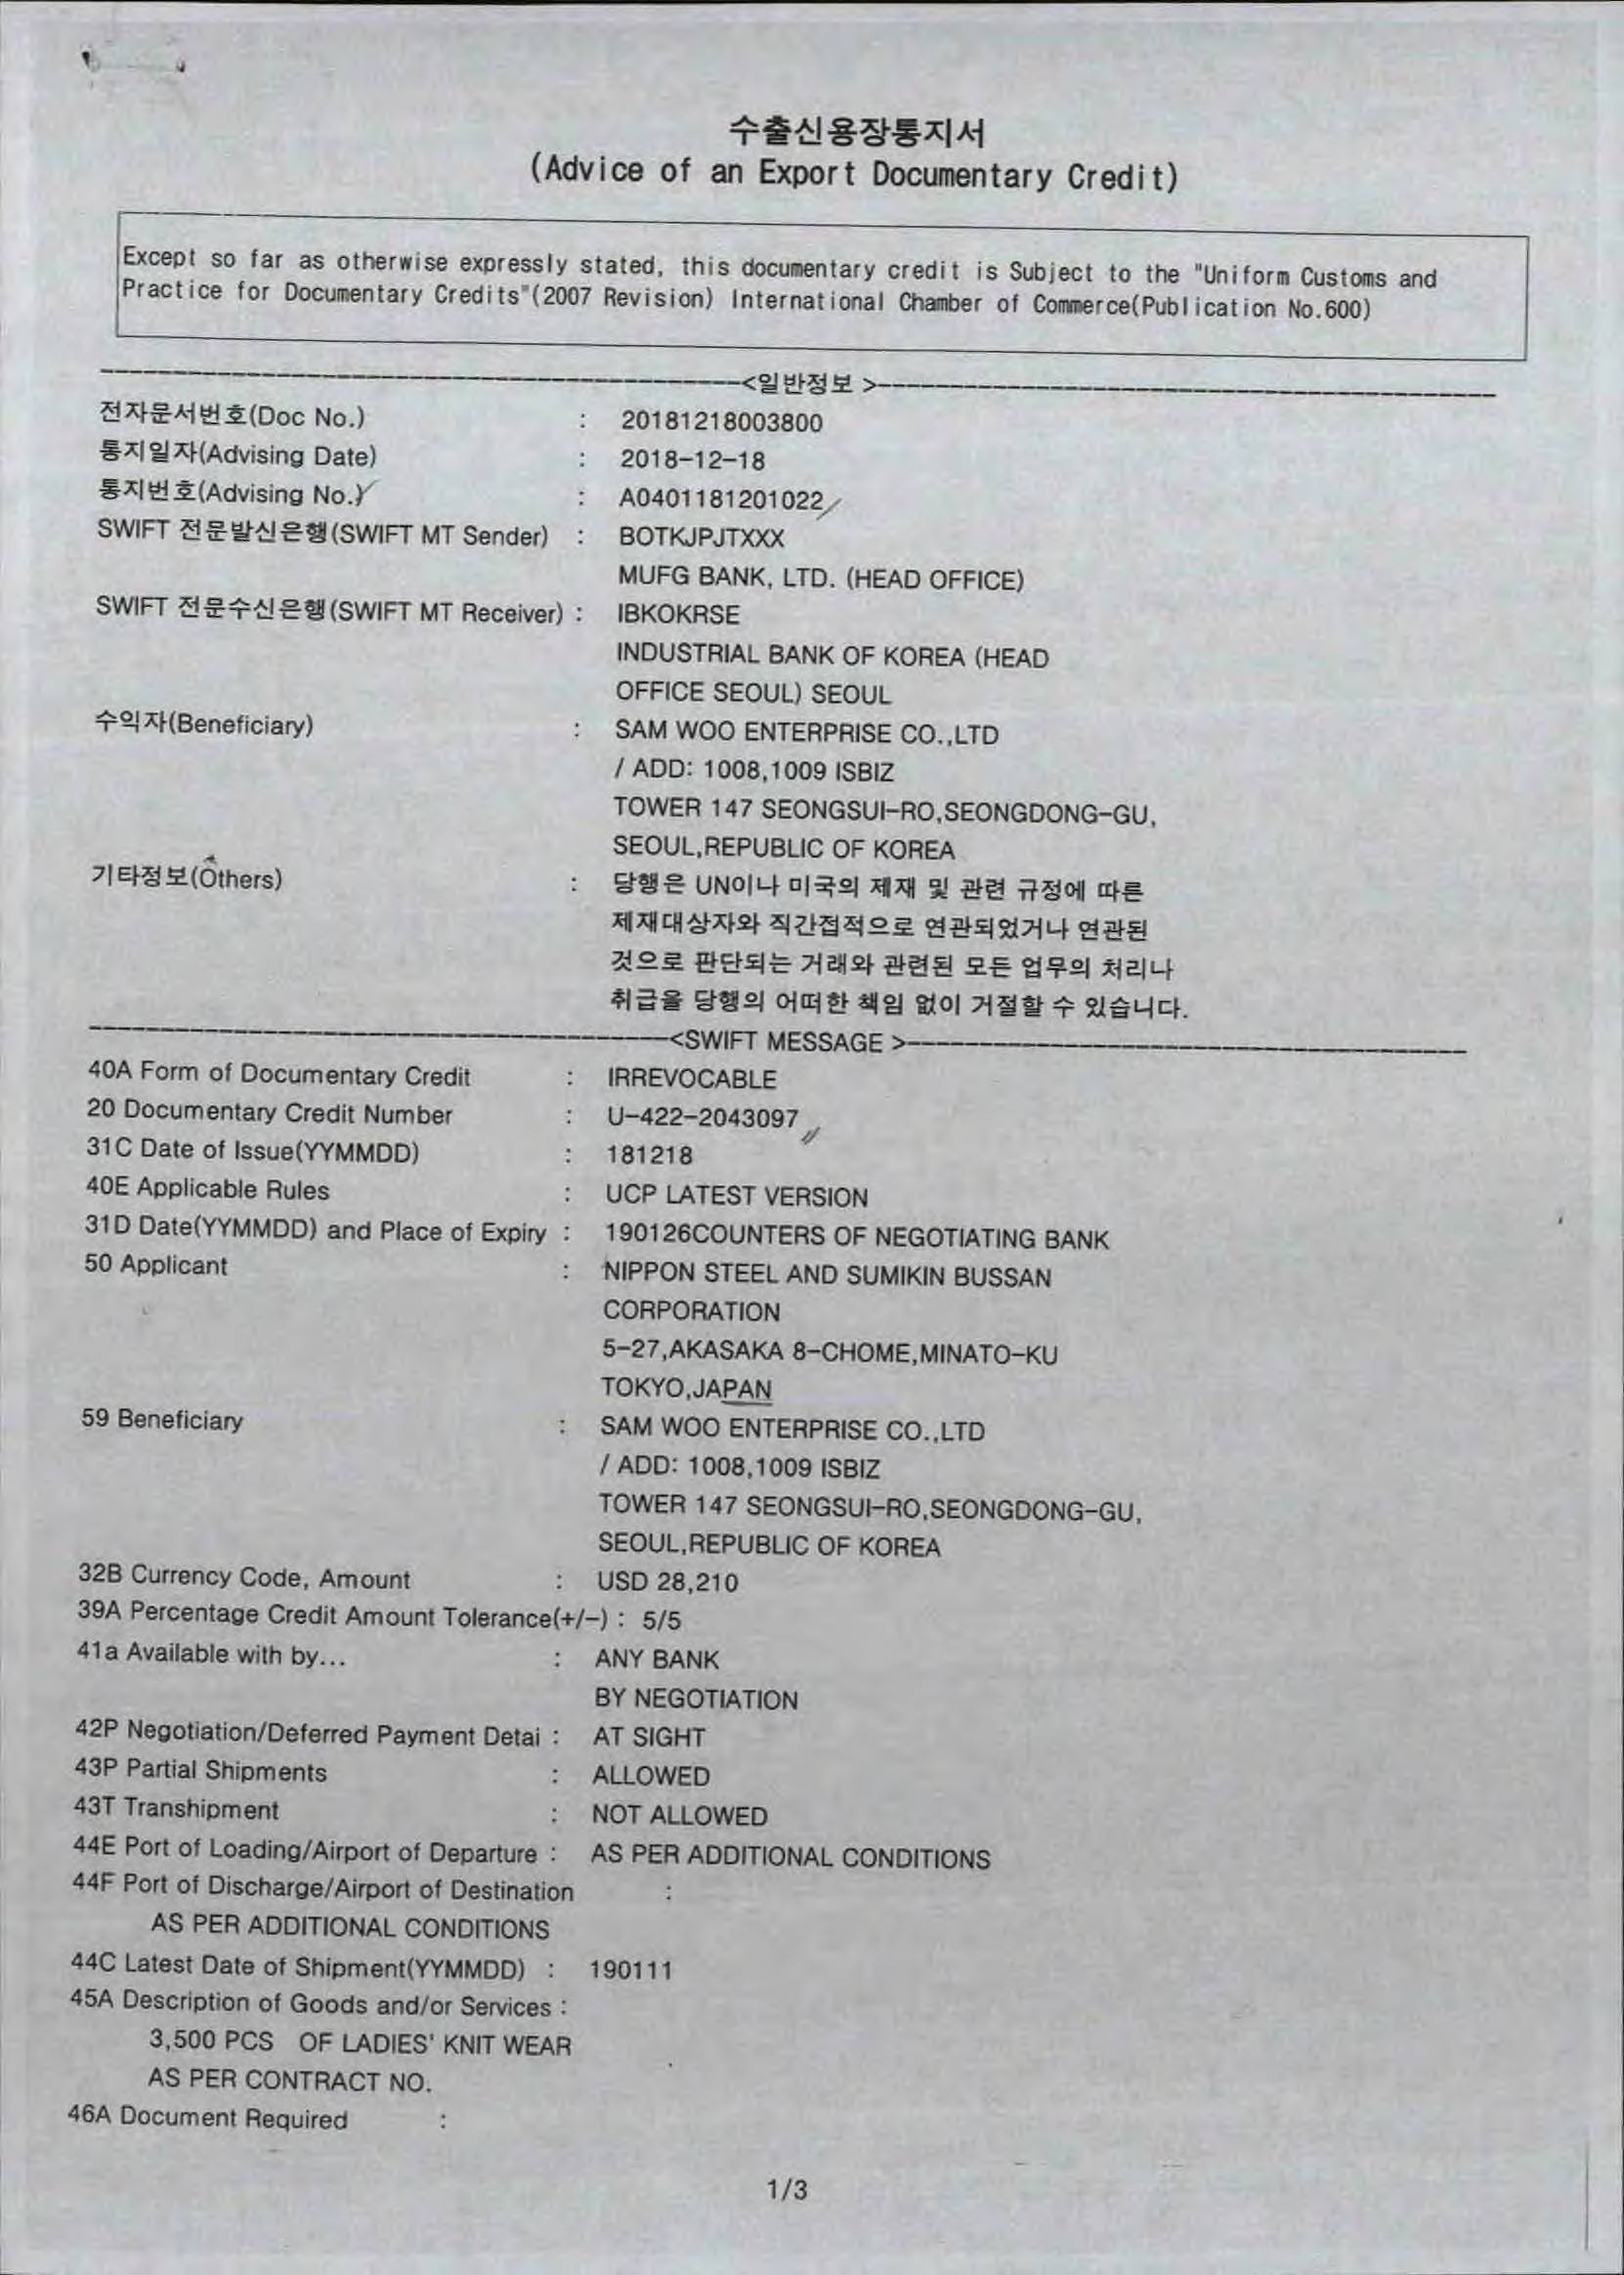 수출신용장통지서
(Advice of an Export Documentary Credit)
Except so far as otherwise expressly stated, this documentary credit is Subject to the "Uniform Customs and
Practice for Documentary Credits"(2007 Revision) International Chamber of Commerce(Publication No.600)
<일반정보 >
전자문서번호(Doc No.) : 20181218003800
통지일자(Advising Date) : 2018-12-18
통지번호(Advising No.) : A0401181201022
SWIFT 전문발신은행(SWIFT MT Sender) : BOTKJPJTXXX
MUFG BANK, LTD. (HEAD OFFICE)
SWIFT 전문수신은행(SWIFT MT Receiver) : IBKOKRSE
INDUSTRIAL BANK OF KOREA (HEAD
OFFICE SEOUL) SEOUL
수익자(Beneficiary) : SAM WOO ENTERPRISE CO.,LTD
/ ADD: 1008,1009 ISBIZ
TOWER 147 SEONGSUI-RO,SEONGDONG-GU,
SEOUL,REPUBLIC OF KOREA
기타정보(Others) : 당행은 UN이나 미국의 제재 및 관련 규정에 따른
제재대상자와 직간접적으로 연관되었거나 연관된
것으로 판단되는 거래와 관련된 모든 업무의 처리나
취급을 당행의 어떠한 책임 없이 거절할 수 있습니다.
<SWIFT MESSAGE >
40A Form of Documentary Credit : IRREVOCABLE
20 Documentary Credit Number : U-422-2043097
31C Date of Issue(YYMMDD) : 181218
40E Applicable Rules : UCP LATEST VERSION
31D Date(YYMMDD) and Place of Expiry : 190126COUNTERS OF NEGOTIATING BANK
50 Applicant : NIPPON STEEL AND SUMIKIN BUSSAN
CORPORATION
5-27,AKASAKA 8-CHOME,MINATO-KU
TOKYO,JAPAN
59 Beneficiary : SAM WOO ENTERPRISE CO.,LTD
/ ADD: 1008,1009 ISBIZ
TOWER 147 SEONGSUI-RO,SEONGDONG-GU,
SEOUL,REPUBLIC OF KOREA
32B Currency Code, Amount : USD 28,210
39A Percentage Credit Amount Tolerance(+/-) : 5/5
41a Available with by... : ANY BANK
BY NEGOTIATION
42P Negotiation/Deferred Payment Detai : AT SIGHT
43P Partial Shipments : ALLOWED
43T Transhipment : NOT ALLOWED
44E Port of Loading/Airport of Departure : AS PER ADDITIONAL CONDITIONS
44F Port of Discharge/Airport of Destination :
AS PER ADDITIONAL CONDITIONS
44C Latest Date of Shipment(YYMMDD) : 190111
45A Description of Goods and/or Services :
3,500 PCS OF LADIES' KNIT WEAR
AS PER CONTRACT NO.
46A Document Required :
1/3